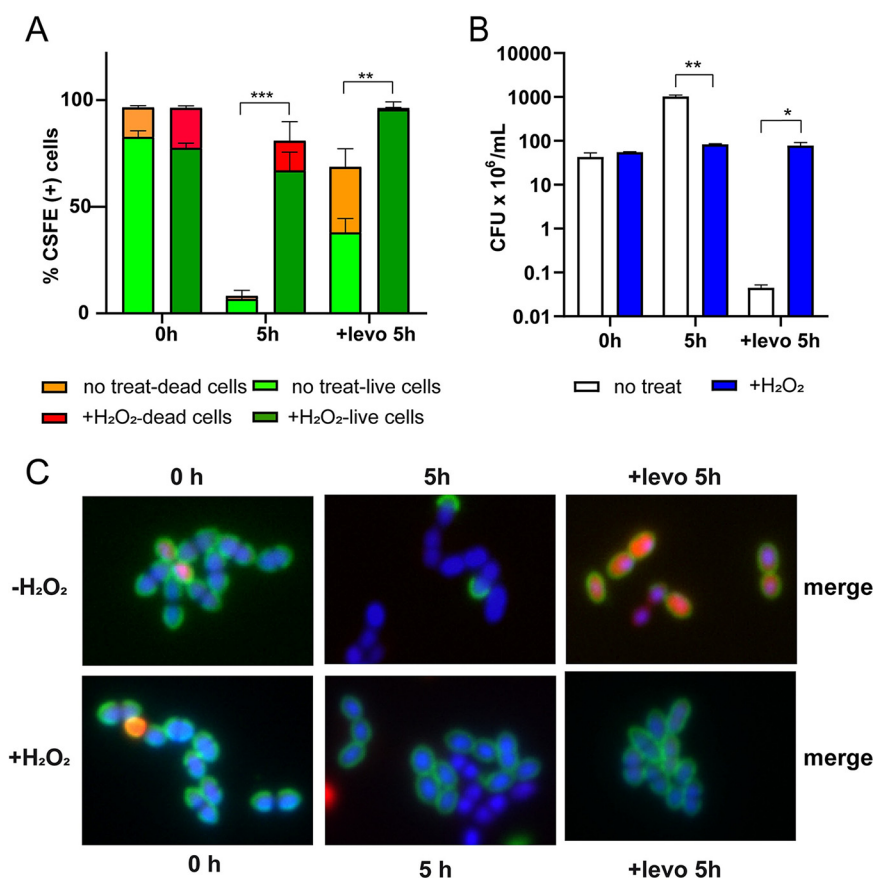 A
% CSFE (+) cells
100
50
0
***
**
0h
5h
+levo 5h
no treat-dead cells
no treat-live cells
+H₂O₂-dead cells
+H₂O₂-live cells
B
CFU x 10⁶/mL
10000
1000
100
10
1
0.1
0.01
**
*
0h
5h
+levo 5h
no treat
+H₂O₂
C
0 h
5h
+levo 5h
-H₂O₂
merge
+H₂O₂
merge
0 h
5 h
+levo 5h